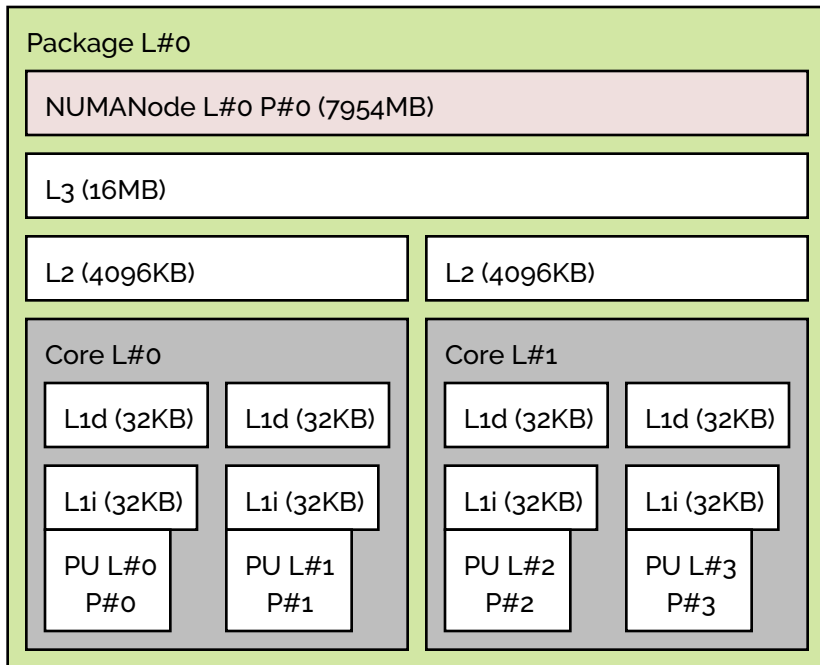 Package L#0
NUMANode L#0 P#0 (7954MB)
L3 (16MB)
L2 (4096KB)
L2 (4096KB)
Core L#0
L1d (32KB)
L1d (32KB)
L1i (32KB)
L1i (32KB)
PU L#0
P#0
PU L#1
P#1
Core L#1
L1d (32KB)
L1d (32KB)
L1i (32KB)
L1i (32KB)
PU L#2
P#2
PU L#3
P#3